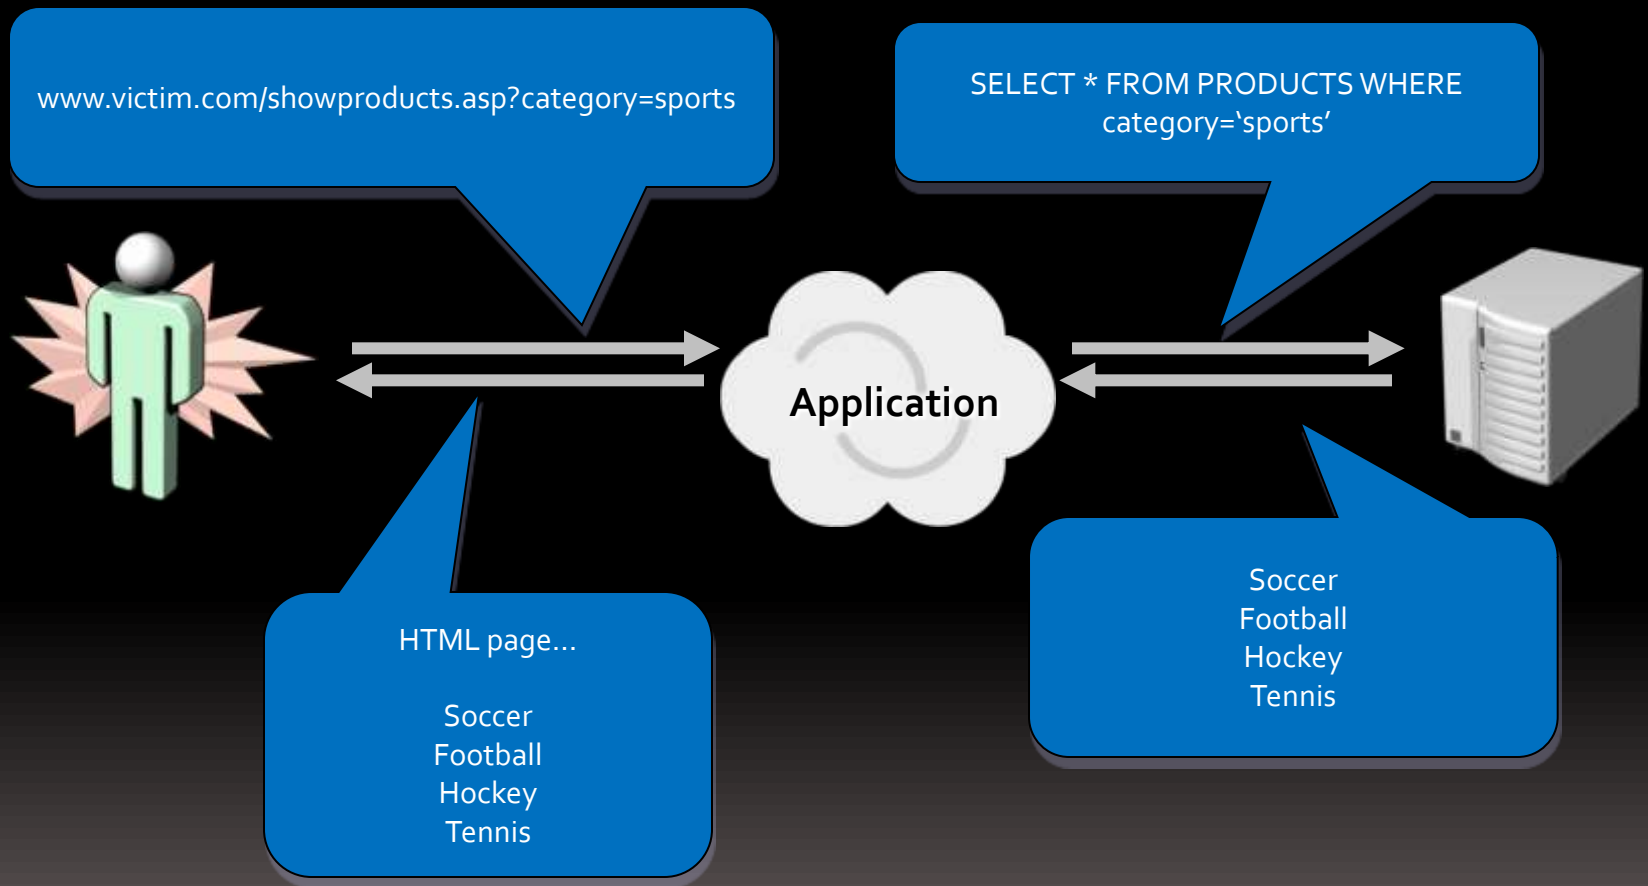 www.victim.com/showproducts.asp?category=sports
SELECT * FROM PRODUCTS WHERE
category=‘sports’
Application
HTML page...
Soccer
Football
Hockey
Tennis
Soccer
Football
Hockey
Tennis